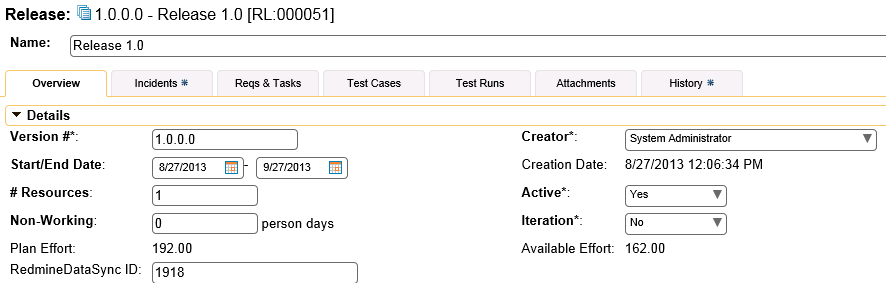 Release: 1.0.0.0 - Release 1.0 [RL:000051]
Name: Release 1.0
Overview Incidents * Reqs & Tasks Test Cases Test Runs Attachments History *
Details
Version #*: 1.0.0.0 Creator*: System Administrator
Start/End Date: 8/27/2013 - 9/27/2013 Creation Date: 8/27/2013 12:06:34 PM
# Resources: 1 Active*: Yes
Non-Working: 0 person days Iteration*: No
Plan Effort: 192.00 Available Effort: 162.00
RedmineDataSync ID: 1918